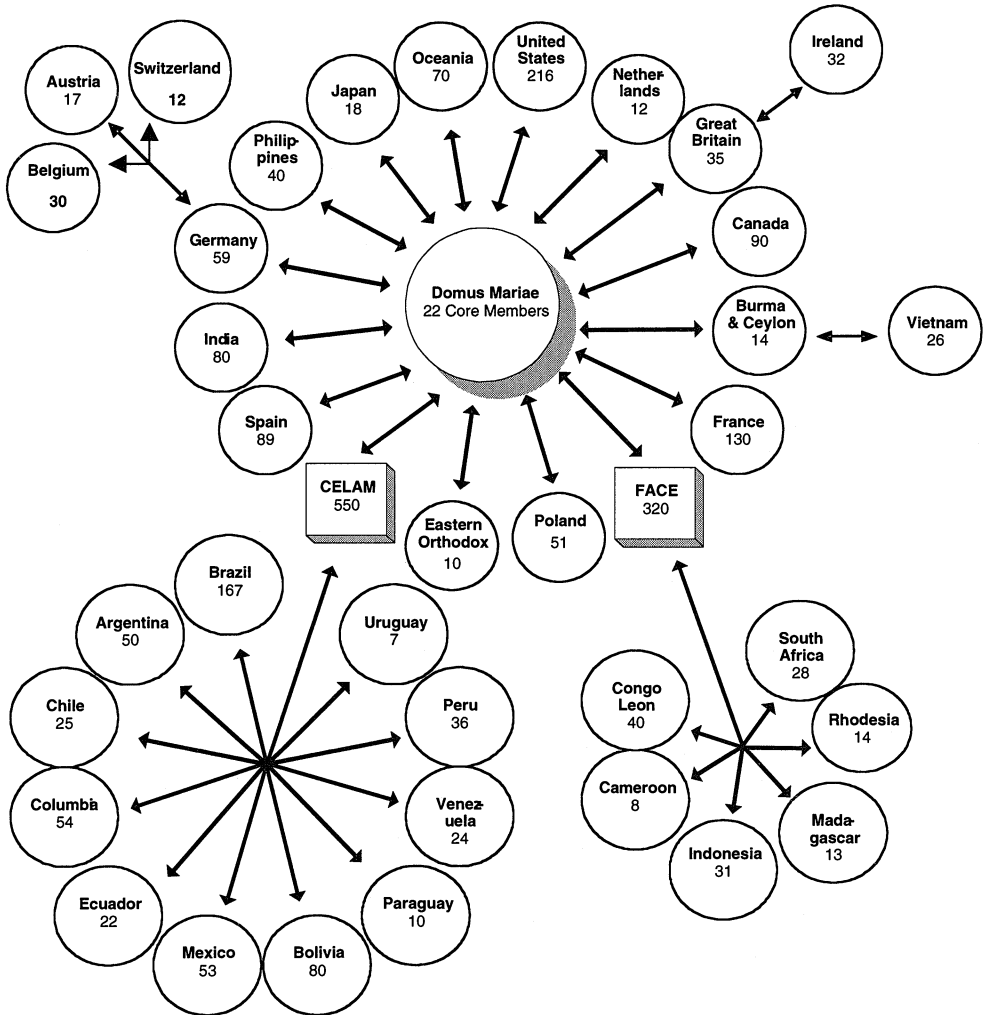 Switzerland
12
Austria
17
Belgium
30
Germany
59
Philip-
pines
40
Japan
18
Oceania
70
United
States
216
Nether-
lands
12
Great
Britain
35
Ireland
32
Canada
90
Burma
& Ceylon
14
Vietnam
26
Domus Mariae
22 Core Members
India
80
Spain
89
France
130
CELAM
550
Eastern
Orthodox
10
Poland
51
FACE
320
Brazil
167
Argentina
50
Chile
25
Columbia
54
Ecuador
22
Mexico
53
Bolivia
80
Paraguay
10
Venez-
uela
24
Peru
36
Uruguay
7
South
Africa
28
Congo
Leon
40
Rhodesia
14
Cameroon
8
Mada-
gascar
13
Indonesia
31